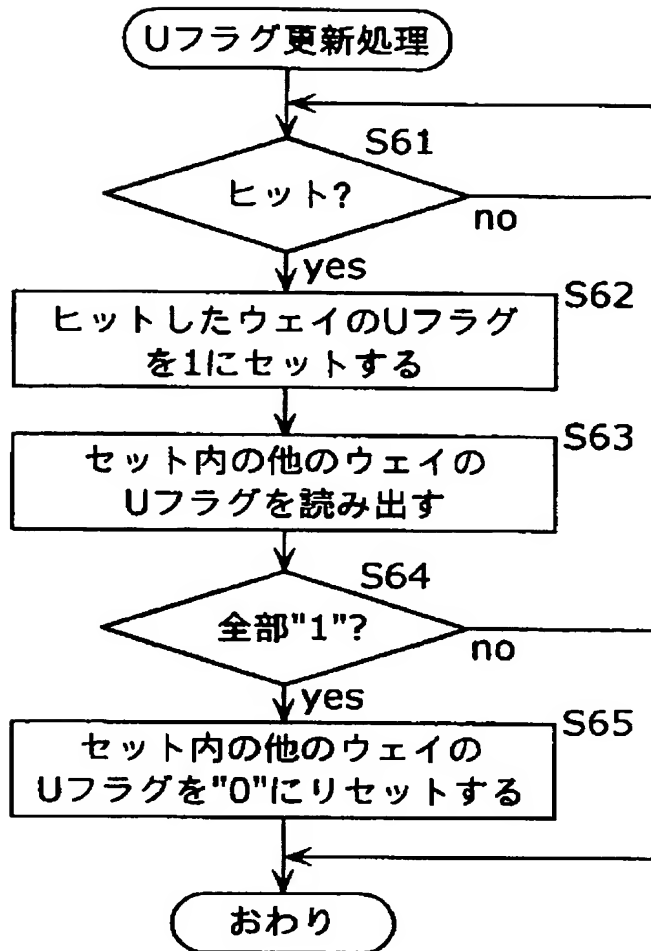 Uフラグ更新処理
S61
ヒット?
no
yes
S62
ヒットしたウェイのUフラグ
を1にセットする
S63
セット内の他のウェイの
Uフラグを読み出す
S64
全部"1"?
no
yes
S65
セット内の他のウェイの
Uフラグを"0"にリセットする
おわり